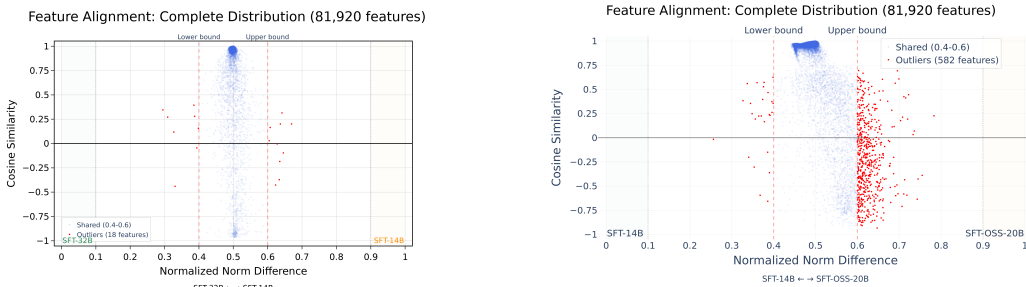 Feature Alignment: Complete Distribution (81,920 features)
Lower bound
Upper bound
1
0.75
0.5
0.25
0
−0.25
−0.5
−0.75
−1
Cosine Similarity
Shared (0.4-0.6)
Outliers (18 features)
SFT-32B
SFT-14B
0
0.1
0.2
0.3
0.4
0.5
0.6
0.7
0.8
0.9
1
Normalized Norm Difference
SFT-32B ← → SFT-14B
Feature Alignment: Complete Distribution (81,920 features)
Lower bound
Upper bound
Shared (0.4-0.6)
Outliers (582 features)
1
0.75
0.5
0.25
0
−0.25
−0.5
−0.75
−1
Cosine Similarity
SFT-14B
SFT-OSS-20B
0
0.1
0.2
0.3
0.4
0.5
0.6
0.7
0.8
0.9
1
Normalized Norm Difference
SFT-14B ← → SFT-OSS-20B